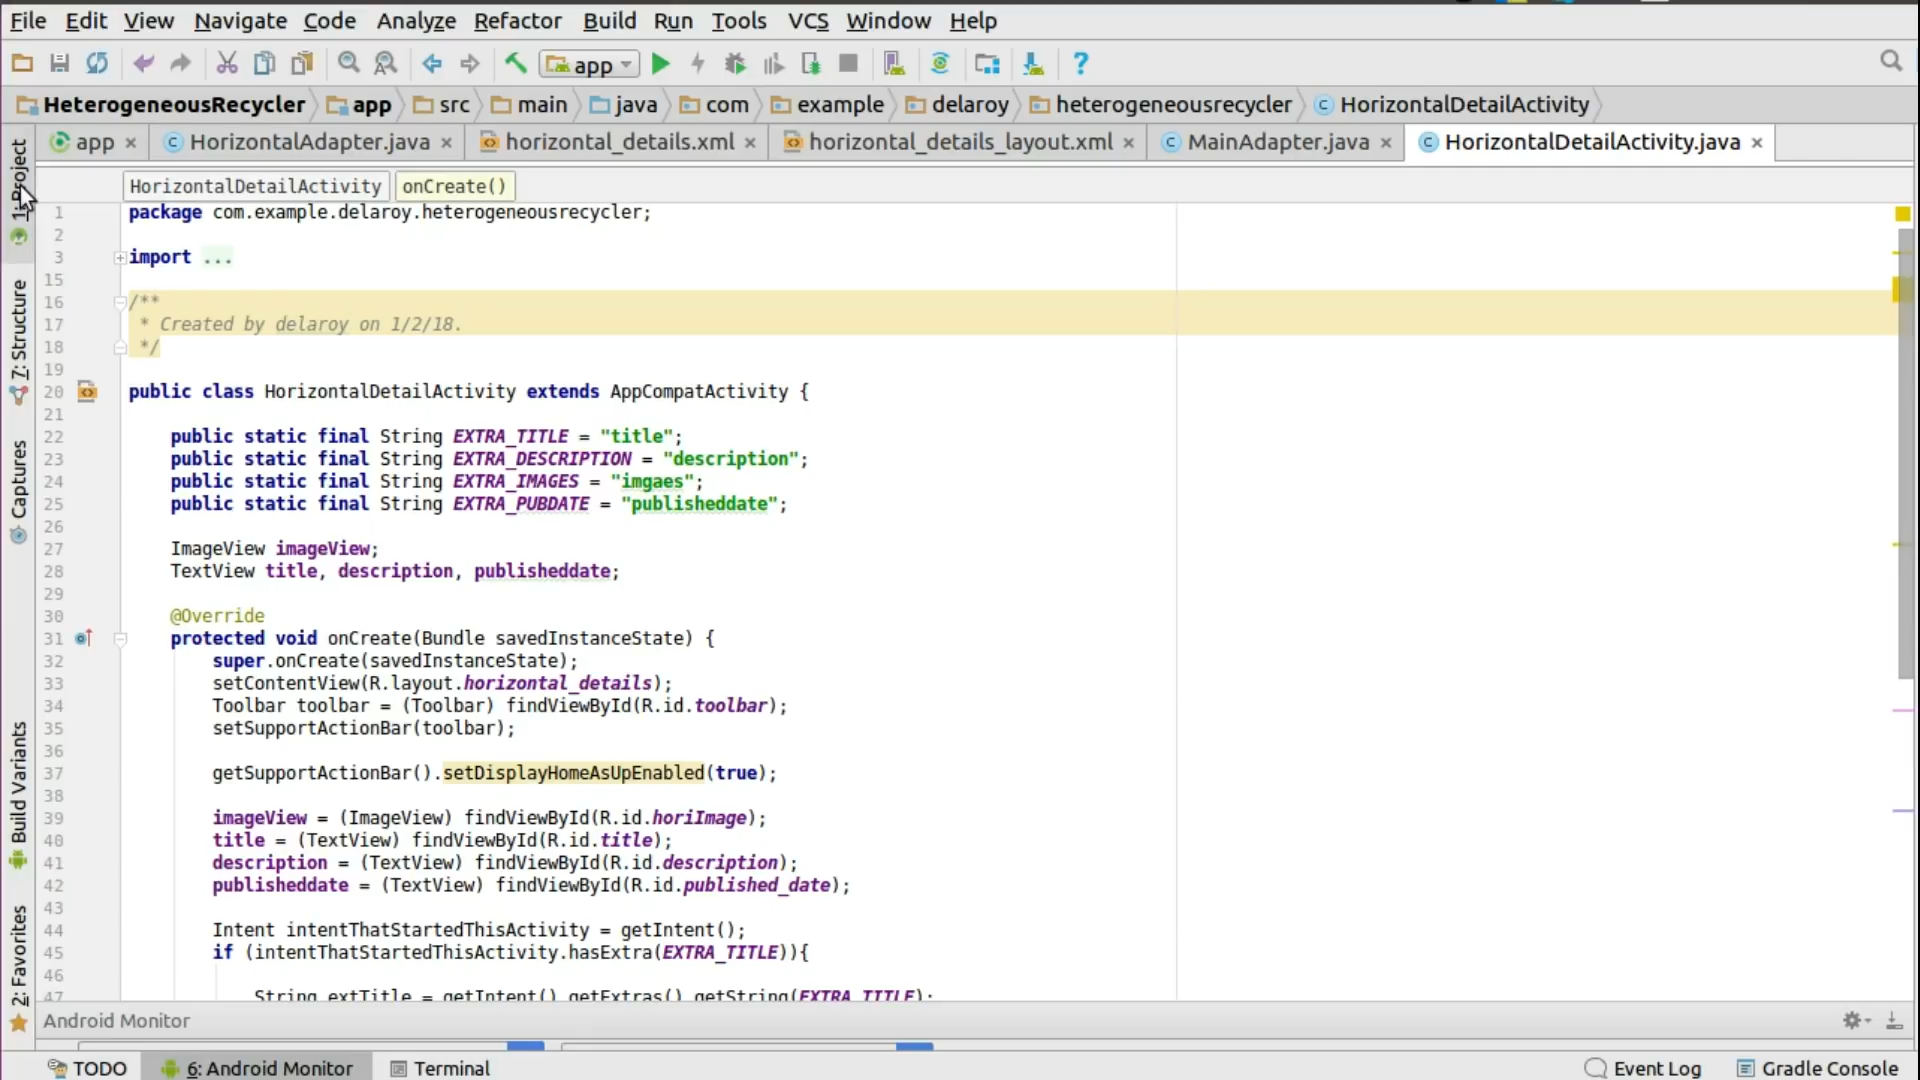 File Edit View Navigate Code Analyze Refactor Build Run Tools VCS Window Help
app
HeterogeneousRecycler app src main java com example delaroy heterogeneousrecycler HorizontalDetailActivity
app HorizontalAdapter.java horizontal_details.xml horizontal_details_layout.xml MainAdapter.java HorizontalDetailActivity.java
HorizontalDetailActivity onCreate()
1 package com.example.delaroy.heterogeneousrecycler;
2
3 import ...
15
16 /**
17 * Created by delaroy on 1/2/18.
18 */
19
20 public class HorizontalDetailActivity extends AppCompatActivity {
21
22 public static final String EXTRA_TITLE = "title";
23 public static final String EXTRA_DESCRIPTION = "description";
24 public static final String EXTRA_IMAGES = "imgaes";
25 public static final String EXTRA_PUBDATE = "publisheddate";
26
27 ImageView imageView;
28 TextView title, description, publisheddate;
29
30 @Override
31 protected void onCreate(Bundle savedInstanceState) {
32 super.onCreate(savedInstanceState);
33 setContentView(R.layout.horizontal_details);
34 Toolbar toolbar = (Toolbar) findViewById(R.id.toolbar);
35 setSupportActionBar(toolbar);
36
37 getSupportActionBar().setDisplayHomeAsUpEnabled(true);
38
39 imageView = (ImageView) findViewById(R.id.horiImage);
40 title = (TextView) findViewById(R.id.title);
41 description = (TextView) findViewById(R.id.description);
42 publisheddate = (TextView) findViewById(R.id.published_date);
43
44 Intent intentThatStartedThisActivity = getIntent();
45 if (intentThatStartedThisActivity.hasExtra(EXTRA_TITLE)){
46
47 String extTitle = getIntent().getExtras().getString(EXTRA_TITLE);
1: Project
7: Structure
Captures
Build Variants
2: Favorites
Android Monitor
TODO 6: Android Monitor Terminal Event Log Gradle Console